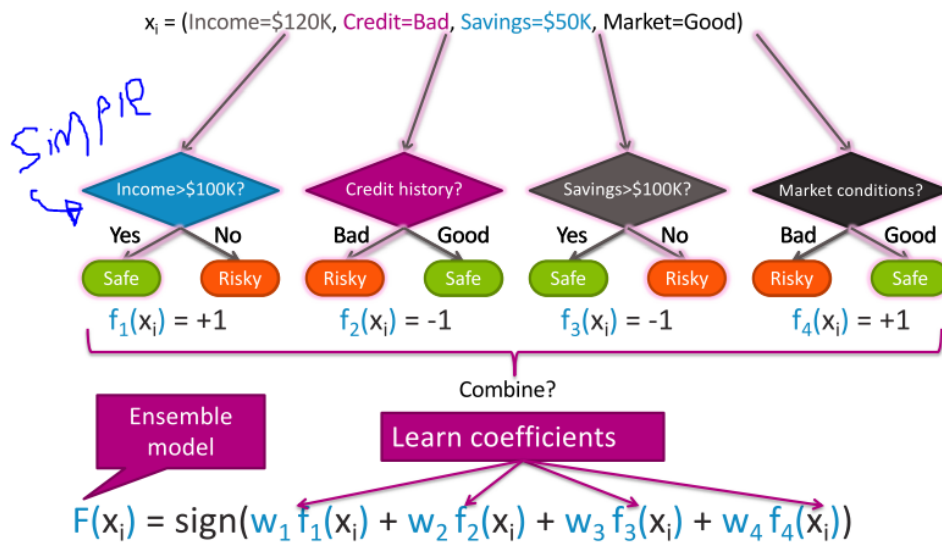 xi = (Income=$120K, Credit=Bad, Savings=$50K, Market=Good)
SimPlE
Income>$100K? Credit history? Savings>$100K? Market conditions?
Yes No Bad Good Yes No Bad Good
Safe Risky Risky Safe Safe Risky Risky Safe
f1(xi) = +1 f2(xi) = -1 f3(xi) = -1 f4(xi) = +1
Combine?
Ensemble
model
Learn coefficients
F(xi) = sign(w1 f1(xi) + w2 f2(xi) + w3 f3(xi) + w4 f4(xi))